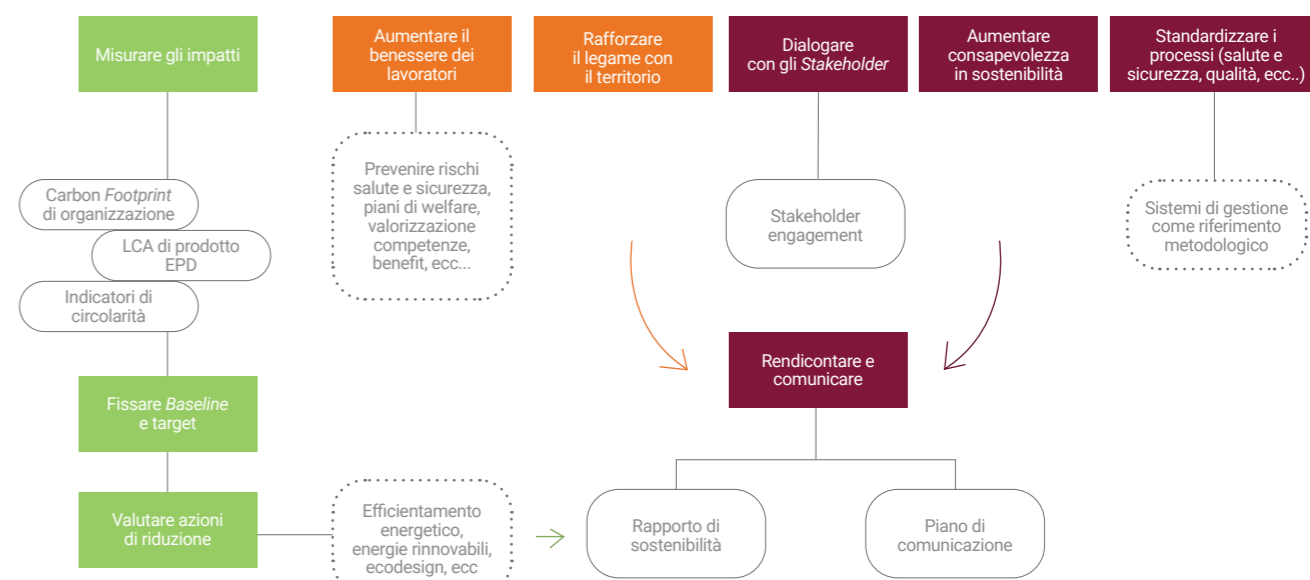 Misurare gli impatti
Aumentare il
benessere dei
lavoratori
Rafforzare
il legame con
il territorio
Dialogare
con gli Stakeholder
Aumentare
consapevolezza
in sostenibilità
Standardizzare i
processi (salute e
sicurezza, qualità, ecc..)
Carbon Footprint
di organizzazione
LCA di prodotto
EPD
Indicatori di
circolarità
Prevenire rischi
salute e sicurezza,
piani di welfare,
valorizzazione
competenze,
benefit, ecc...
Stakeholder
engagement
Sistemi di gestione
come riferimento
metodologico
Rendicontare e
comunicare
Fissare Baseline
e target
Valutare azioni
di riduzione
Efficientamento
energetico,
energie rinnovabili,
ecodesign, ecc
Rapporto di
sostenibilità
Piano di
comunicazione